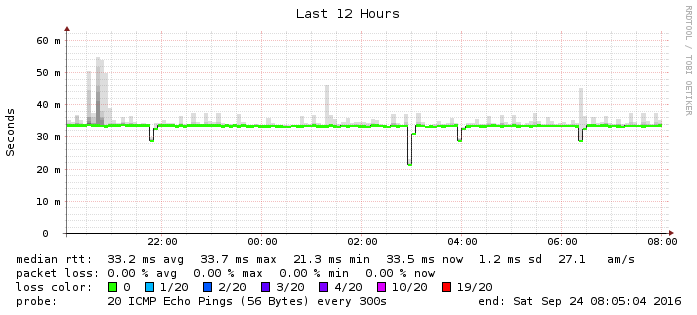 Last 12 Hours
RRDTOOL / TOBI OETIKER
Seconds
60 m
50 m
40 m
30 m
20 m
10 m
0
22:00 00:00 02:00 04:00 06:00 08:00
median rtt: 33.2 ms avg 33.7 ms max 21.3 ms min 33.5 ms now 1.2 ms sd 27.1 am/s
packet loss: 0.00 % avg 0.00 % max 0.00 % min 0.00 % now
loss color: 0 1/20 2/20 3/20 4/20 10/20 19/20
probe: 20 ICMP Echo Pings (56 Bytes) every 300s end: Sat Sep 24 08:05:04 2016